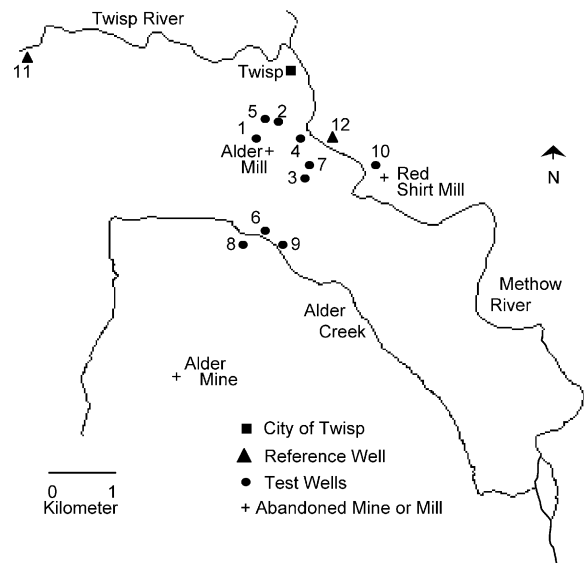 Twisp River
11
Twisp
5 2
1 4 12
Alder
Mill
7
3
10
Red
Shirt Mill
N
6
8 9
Methow
River
Alder
Creek
Alder
Mine
City of Twisp
Reference Well
Test Wells
Abandoned Mine or Mill
0 1
Kilometer